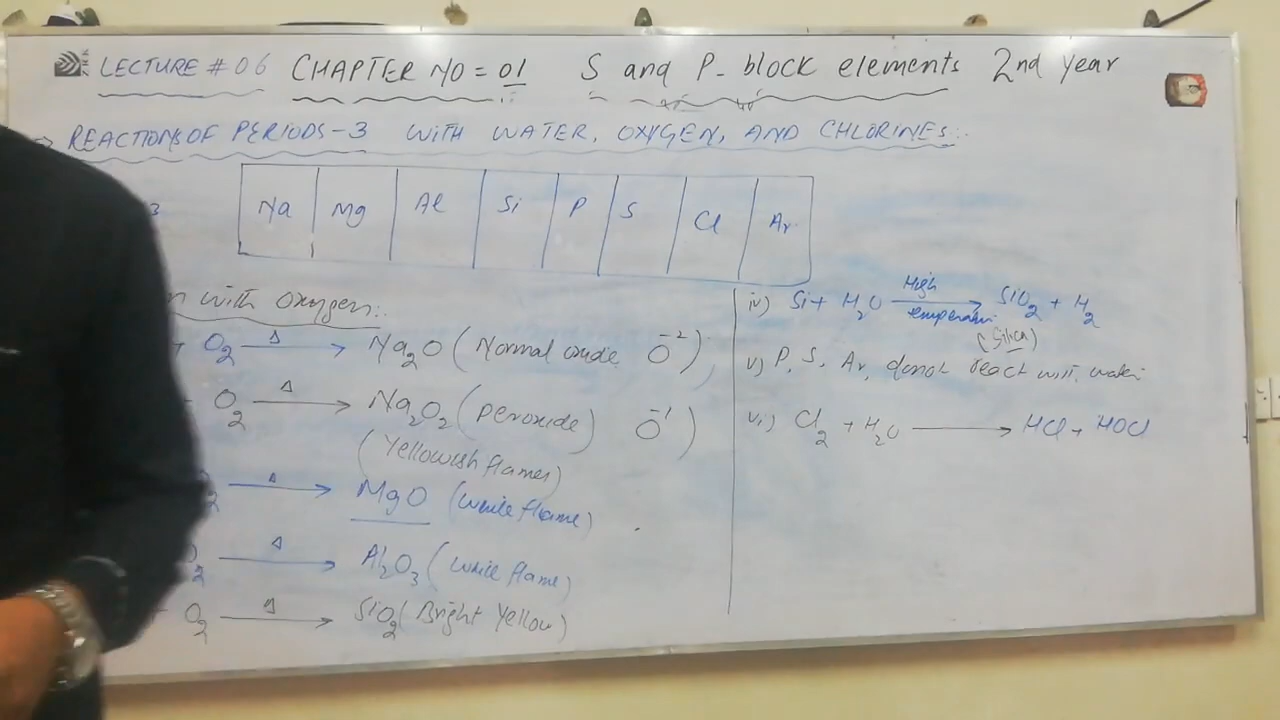 LECTURE # 06 CHAPTER NO = 01 S and P-block elements 2nd year
REACTIONS OF PERIODS-3 WITH WATER, OXYGEN, AND CHLORINES:.
3
Na Mg Al Si P S Cl Ar
n with oxygen:.
O₂ —Δ→ Na₂O (Normal oxide O⁻²)
O₂ —Δ→ Na₂O₂ (peroxide) O⁻¹)
(Yellowish flames)
—Δ→ MgO (white flame)
O₂ —Δ→ Al₂O₃ (white flame)
O₂ —Δ→ SiO₂ (Bright Yellow)
iv) Si + H₂O —High→ SiO₂ + H₂
(Silica)
v) P, S, Ar, donot react with water
vi) Cl₂ + H₂O ⟶ HCl + HOCl